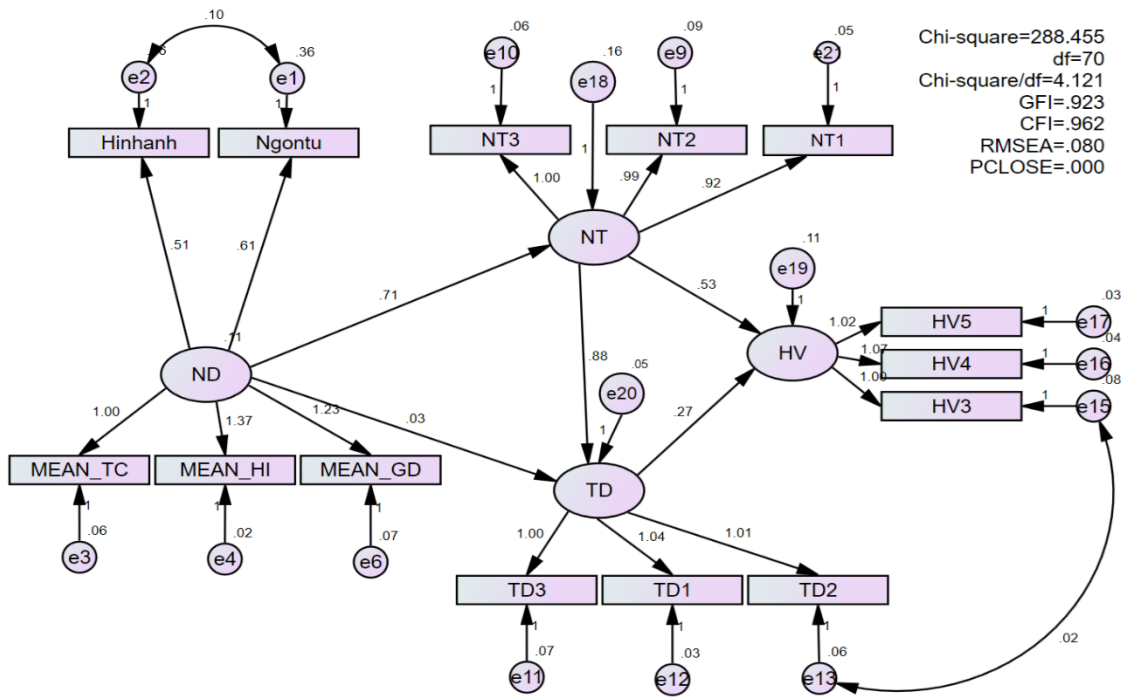 Chi-square=288.455
df=70
Chi-square/df=4.121
GFI=.923
CFI=.962
RMSEA=.080
PCLOSE=.000
.10
e2
.36
e1
1
1
Hinhanh
Ngontu
.06
e10
.16
e18
.09
e9
.05
e21
1
1
1
1
NT3
NT2
NT1
1.00
.99
.92
NT
.51
.61
.71
.53
.11
e19
1
.11
ND
HV
1.02
1.07
1.00
HV5
HV4
HV3
1
1
1
.03
e17
.04
e16
.08
e15
.88
.05
e20
1
.03
.27
1.00
1.37
1.23
MEAN_TC
MEAN_HI
MEAN_GD
1
1
1
.06
e3
.02
e4
.07
e6
TD
1.00
1.04
1.01
TD3
TD1
TD2
1
1
1
.07
e11
.03
e12
.06
e13
.02